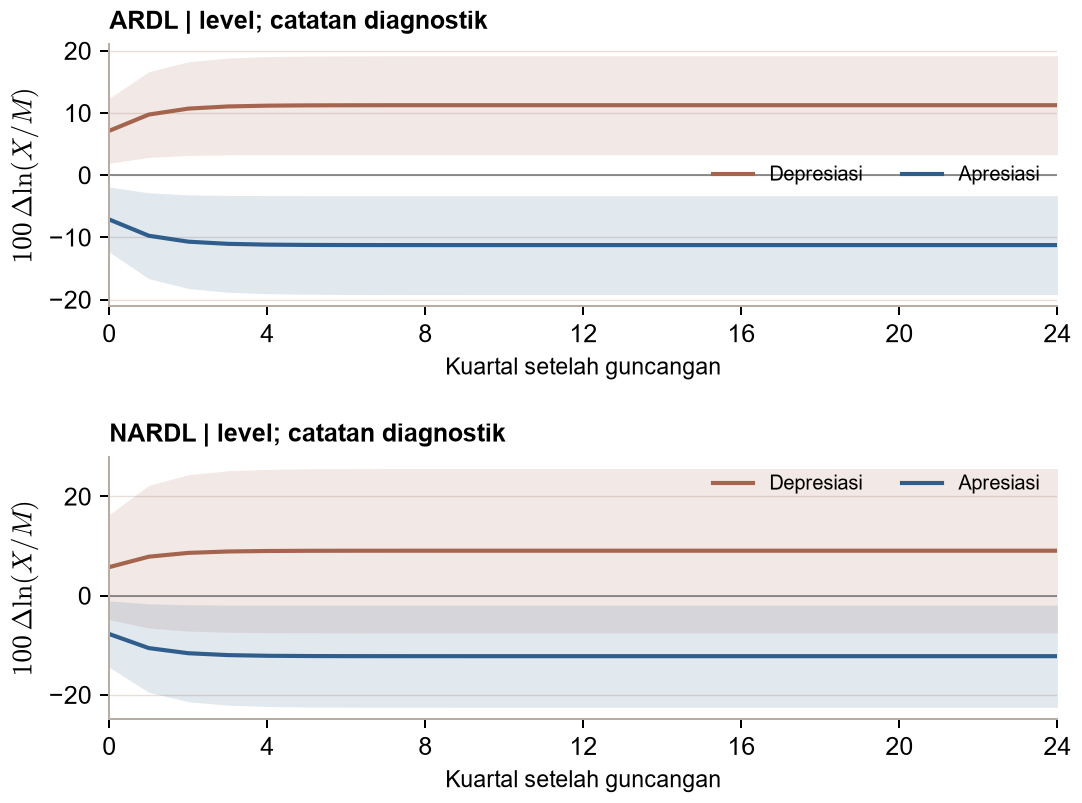 ARDL | level; catatan diagnostik
100 Δln(X/M)
20
10
0
−10
−20
Depresiasi Apresiasi
0 4 8 12 16 20 24
Kuartal setelah guncangan
NARDL | level; catatan diagnostik
100 Δln(X/M)
20
0
−20
Depresiasi Apresiasi
0 4 8 12 16 20 24
Kuartal setelah guncangan